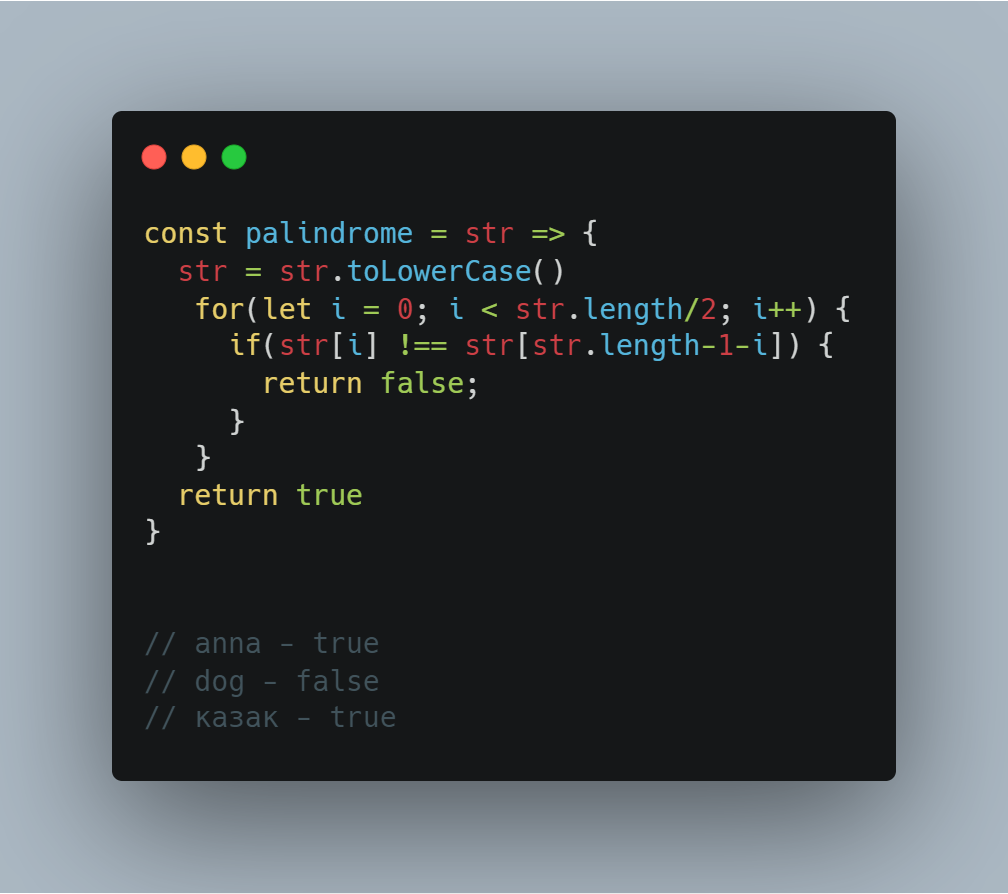 const palindrome = str => {
  str = str.toLowerCase()
   for(let i = 0; i < str.length/2; i++) {
     if(str[i] !== str[str.length-1-i]) {
       return false;
     }
   }
  return true
}
// anna - true
// dog - false
// казак - true